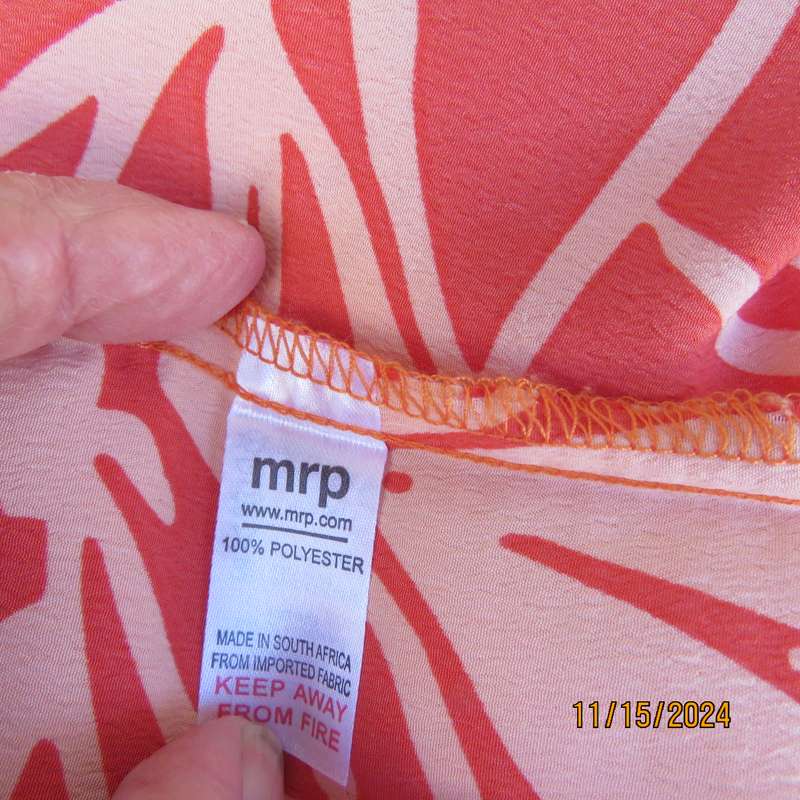 mrp
www.mrp.com
100% POLYESTER
MADE IN SOUTH AFRICA
FROM IMPORTED FABRIC
KEEP AWAY
FROM FIRE
11/15/2024